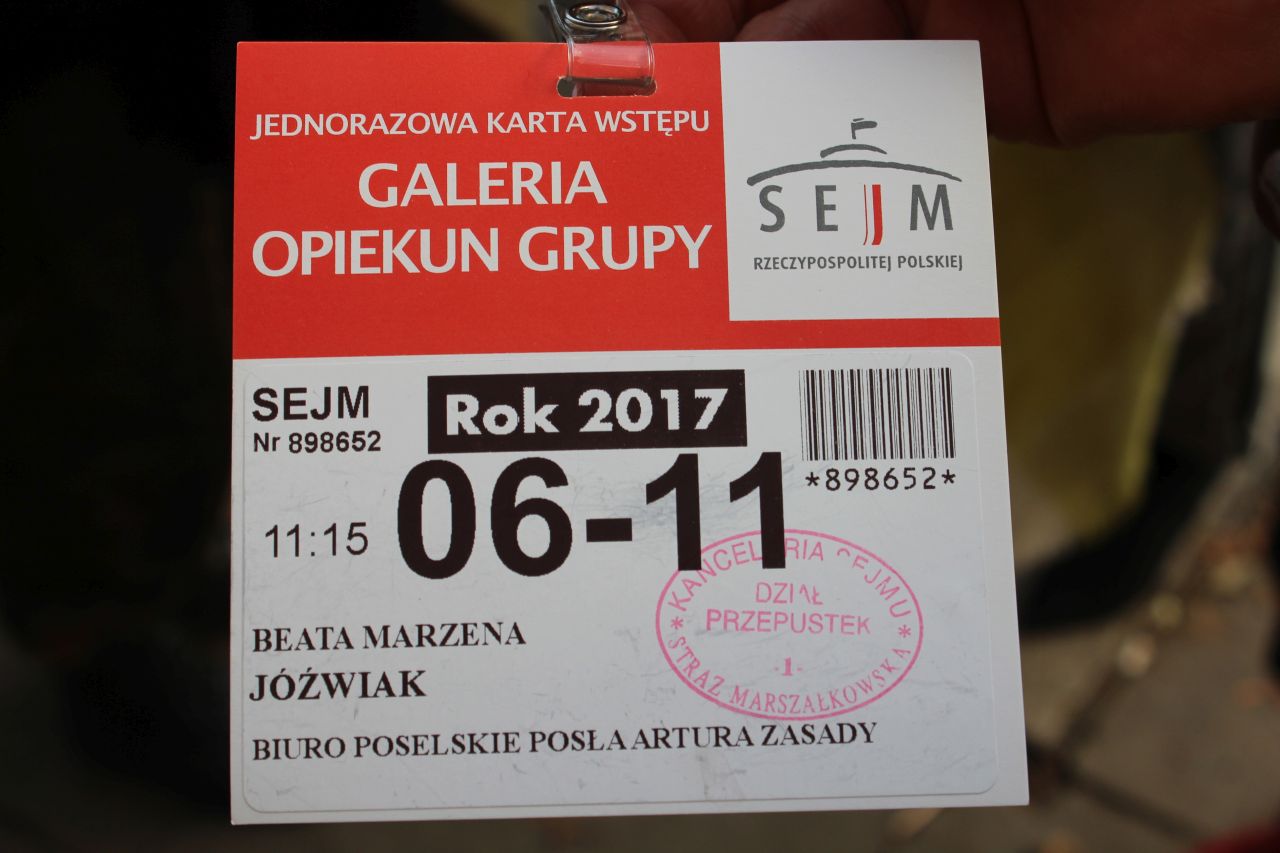 JEDNORAZOWA KARTA WSTĘPU
GALERIA
OPIEKUN GRUPY
SEJM
RZECZYPOSPOLITEJ POLSKIEJ
SEJM
Nr 898652
Rok 2017
*898652*
11:15
06-11
KANCELARIA SEJMU
DZIAŁ
PRZEPUSTEK
-1-
* STRAŻ MARSZAŁKOWSKA *
BEATA MARZENA
JÓŹWIAK
BIURO POSELSKIE POSŁA ARTURA ZASADY